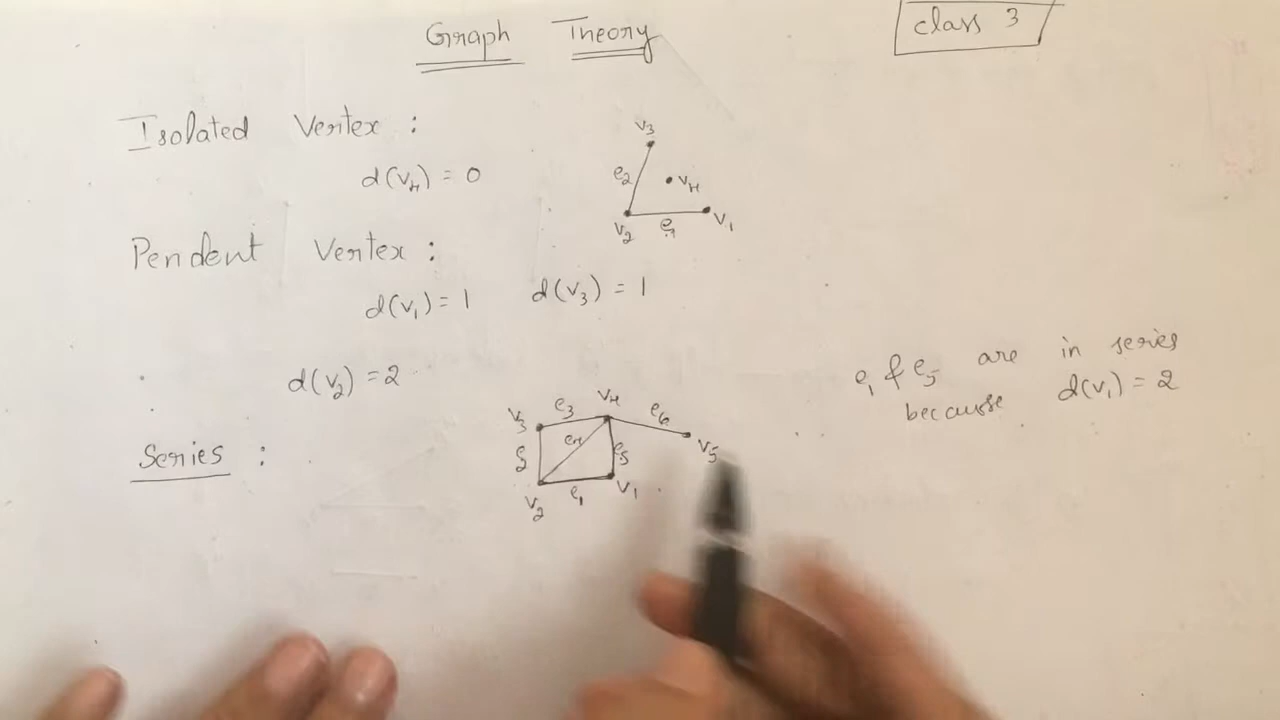 Graph Theory
class 3
Isolated Vertex :
d(v4) = 0
v3
e2
v4
v2
e1
v1
Pendent Vertex :
d(v1) = 1 d(v3) = 1
d(v2) = 2
e1 & e5 are in series
because d(v1) = 2
Series :
v3
e3
v4
e6
v5
e2
e4
e5
v2
e1
v1